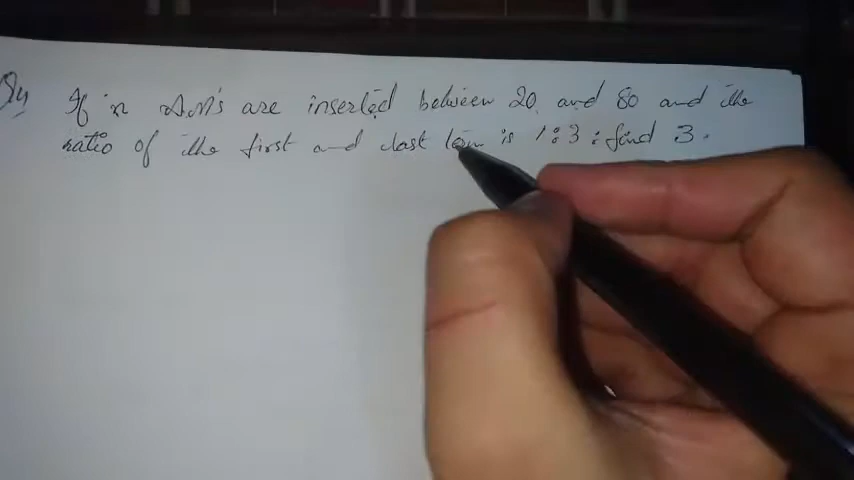 Qy If 'n A.M's are inserted between 20 and 80 and the
ratio of the first and last term is 1:3 : find 3.